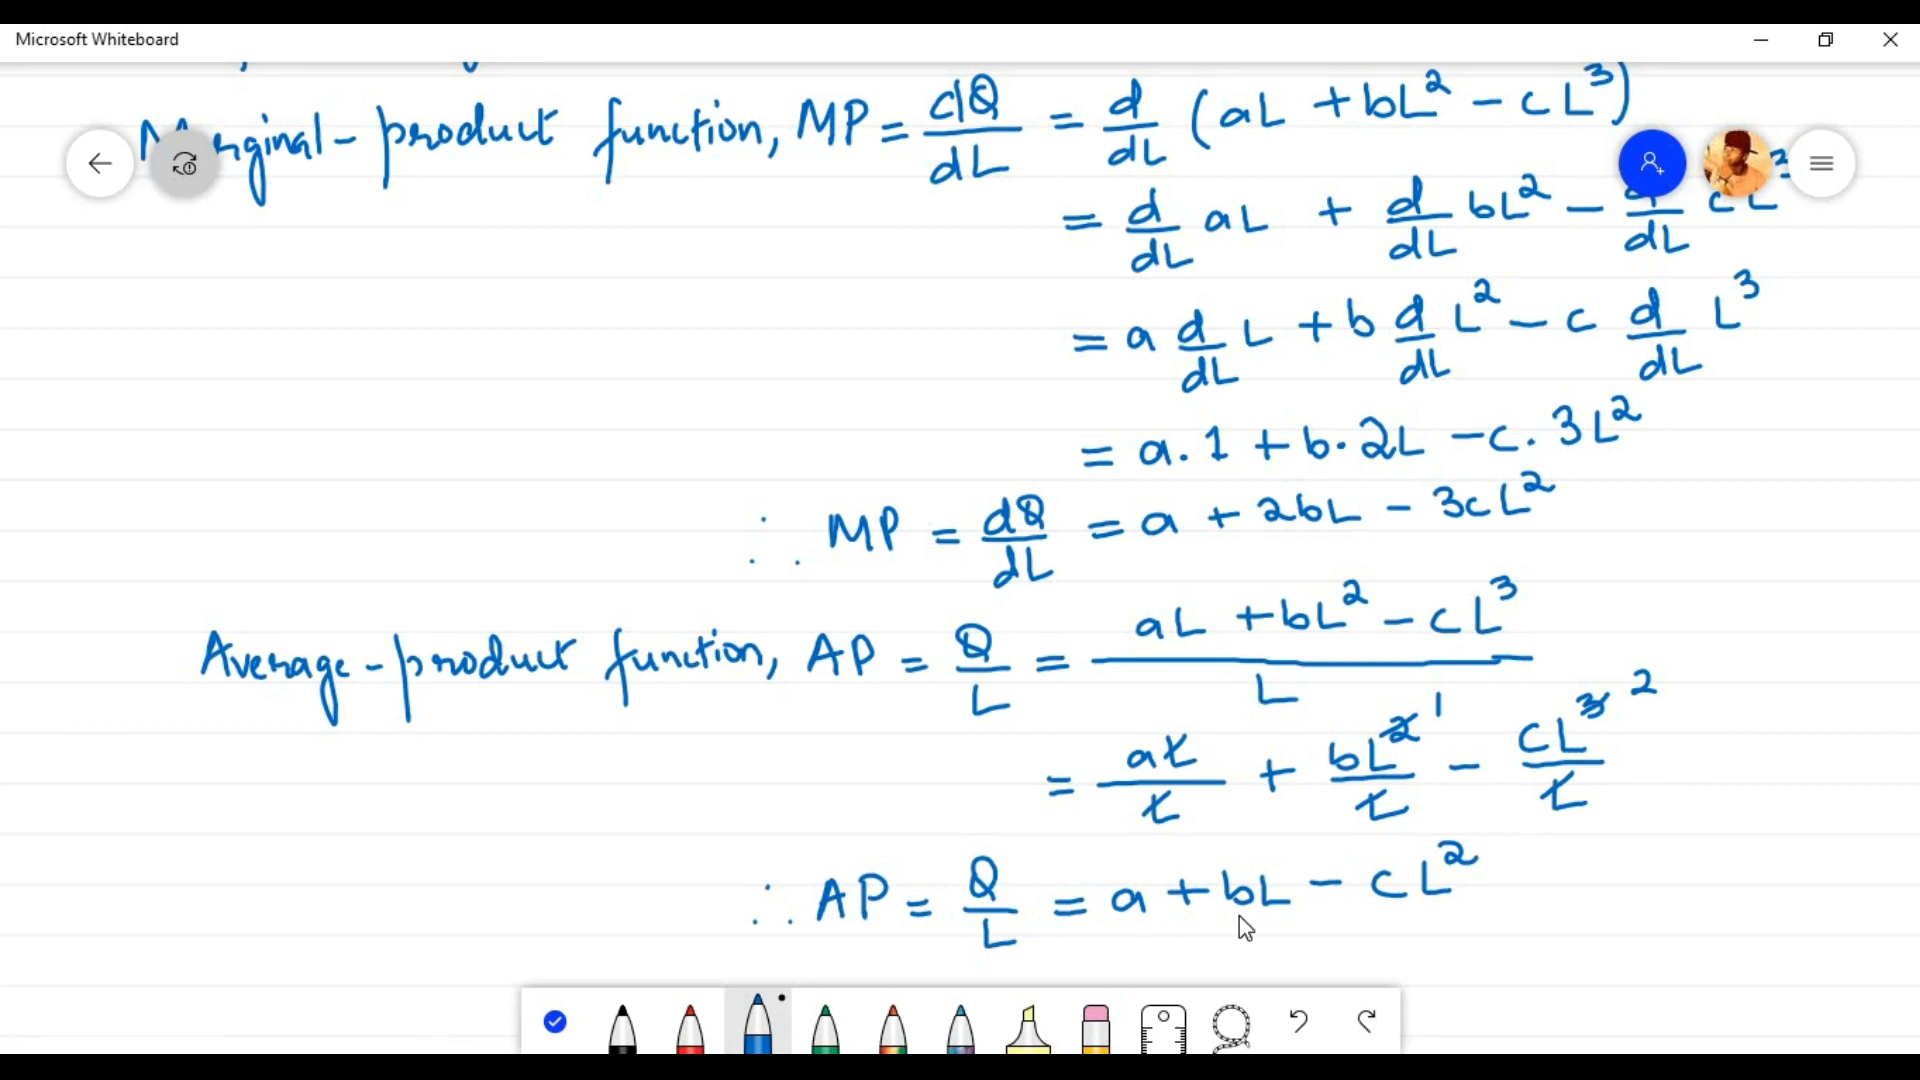 Microsoft Whiteboard
Marginal-product function, MP = dQ/dL = d/dL (aL + bL² - cL³)
= d/dL aL + d/dL bL² - d/dL cL³
= a d/dL L + b d/dL L² - c d/dL L³
= a.1 + b.2L - c.3L²
∴ MP = dQ/dL = a + 2bL - 3cL²
Average-product function, AP = Q/L = (aL + bL² - cL³)/L
= aL/L + bL²/L ¹ - cL³/L ²
∴ AP = Q/L = a + bL - cL²